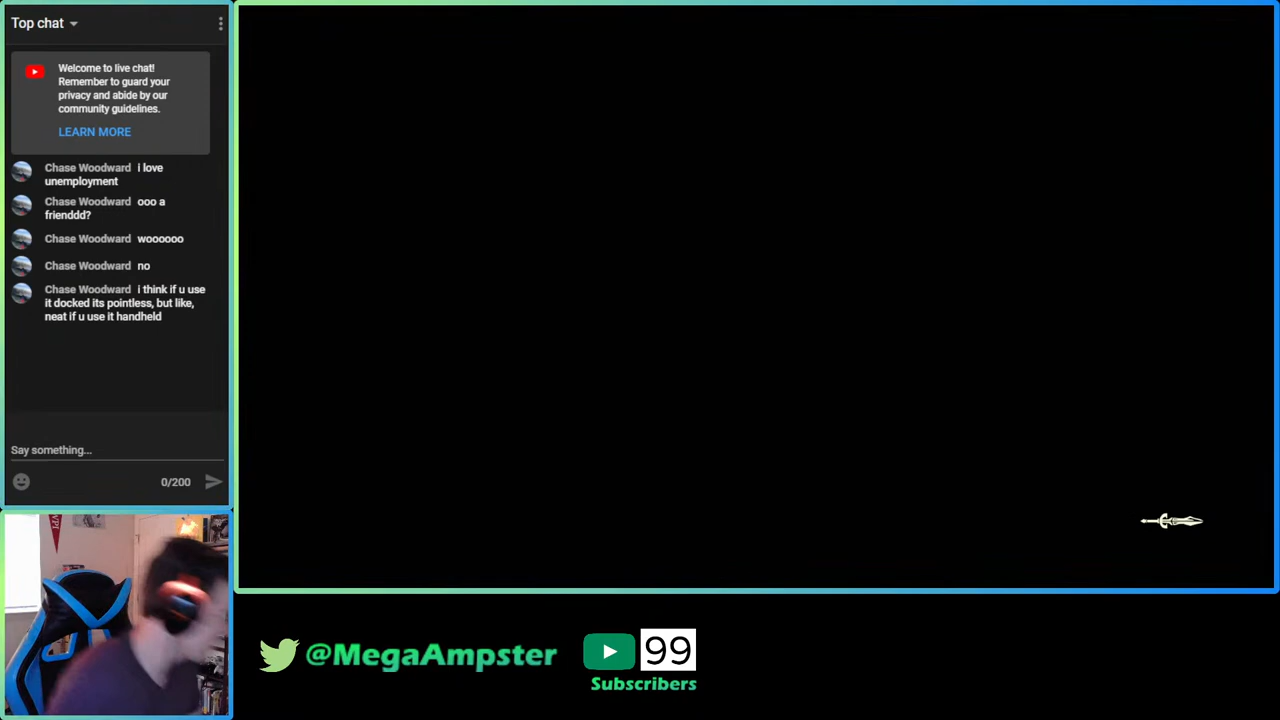 Top chat
Welcome to live chat!
Remember to guard your
privacy and abide by our
community guidelines.
LEARN MORE
Chase Woodward i love
unemployment
Chase Woodward ooo a
frienddd?
Chase Woodward woooooo
Chase Woodward no
Chase Woodward i think if u use
it docked its pointless, but like,
neat if u use it handheld
Say something...
0/200
@MegaAmpster
99
Subscribers